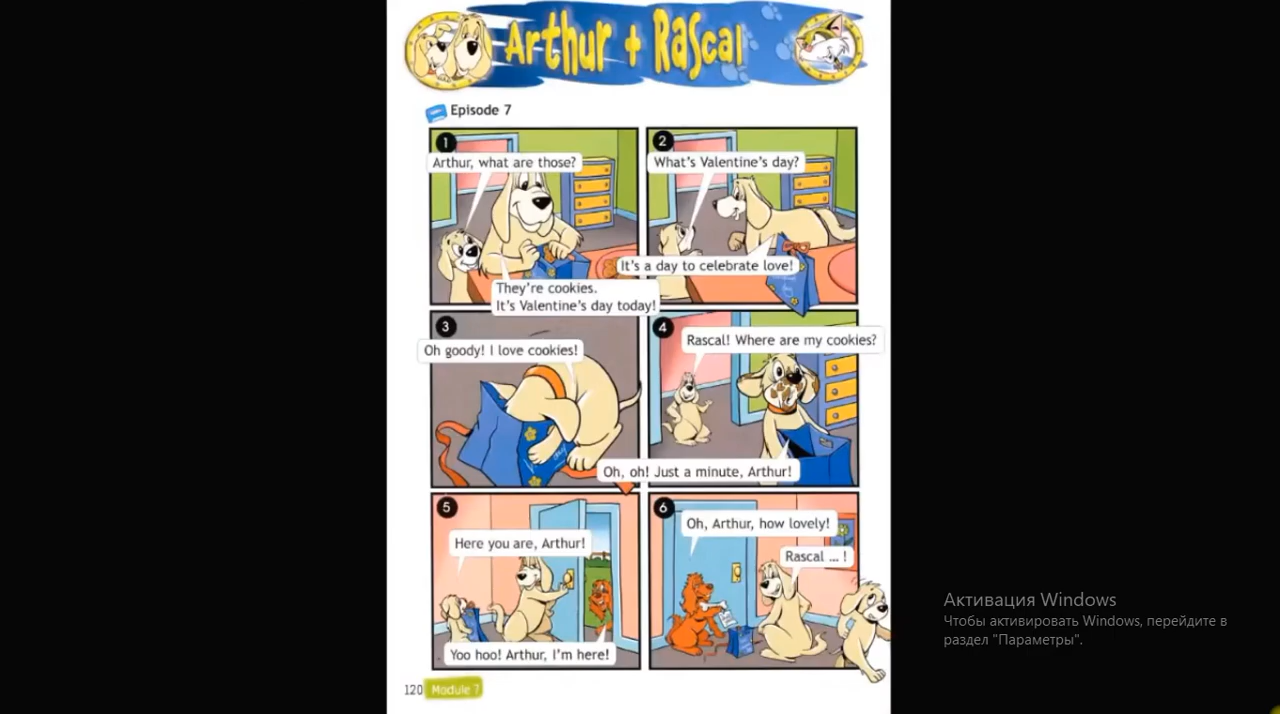 Arthur + Rascal
Episode 7
1
Arthur, what are those?
They're cookies.
It's Valentine's day today!
2
What's Valentine's day?
It's a day to celebrate love!
3
Oh goody! I love cookies!
4
Rascal! Where are my cookies?
Oh, oh! Just a minute, Arthur!
5
Here you are, Arthur!
Yoo hoo! Arthur, I'm here!
6
Oh, Arthur, how lovely!
Rascal ... !
120 Module 7
Активация Windows
Чтобы активировать Windows, перейдите в
раздел "Параметры".